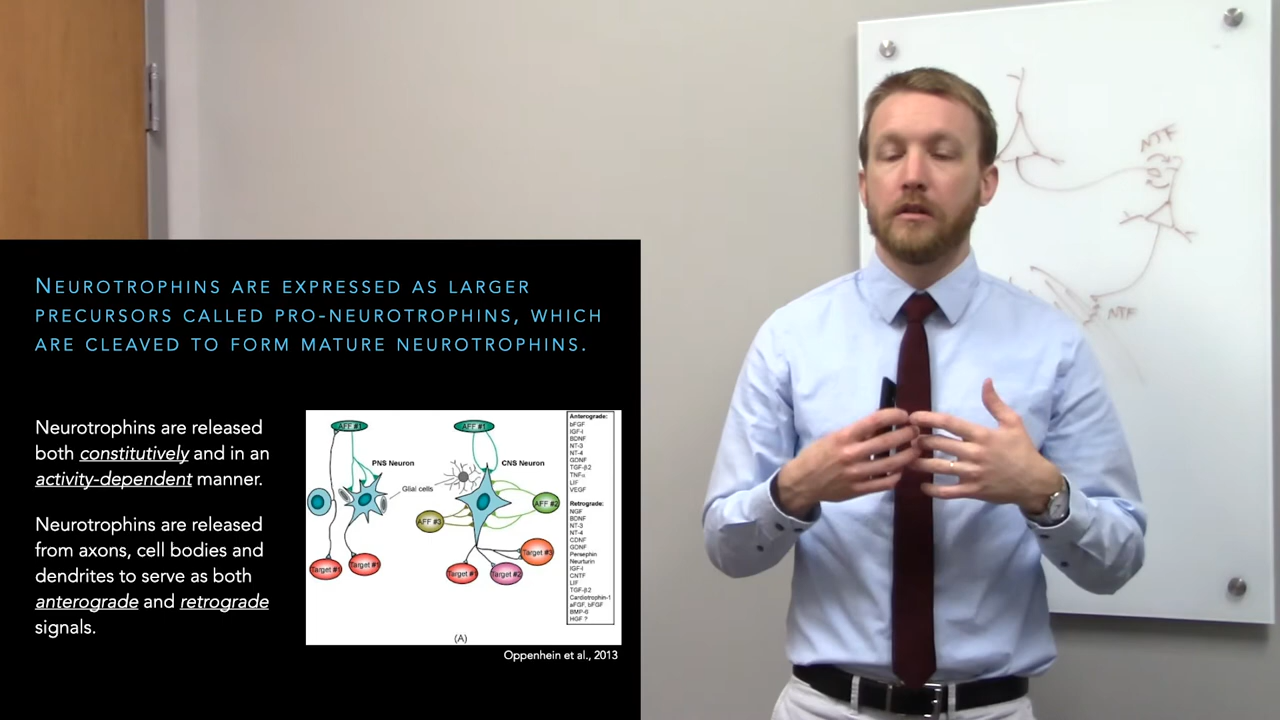 NEUROTROPHINS ARE EXPRESSED AS LARGER
PRECURSORS CALLED PRO-NEUROTROPHINS, WHICH
ARE CLEAVED TO FORM MATURE NEUROTROPHINS.
Neurotrophins are released
both constitutively and in an
activity-dependent manner.
Neurotrophins are released
from axons, cell bodies and
dendrites to serve as both
anterograde and retrograde
signals.
AFF #1
AFF #1
PNS Neuron
CNS Neuron
Glial cells
AFF #2
AFF #3
Target #1
Target #1
Target #1
Target #2
Target #3
(A)
Anterograde:
bFGF
IGF-I
BDNF
NT-3
NT-4
GDNF
TGF-β2
TNFα
LIF
VEGF
Retrograde:
NGF
BDNF
NT-3
NT-4
CDNF
GDNF
Persephin
Neurturin
IGF-I
CNTF
LIF
TGF-β2
Cardiotrophin-1
aFGF, bFGF
BMP-6
HGF ?
Oppenhein et al., 2013
NTF
NTF